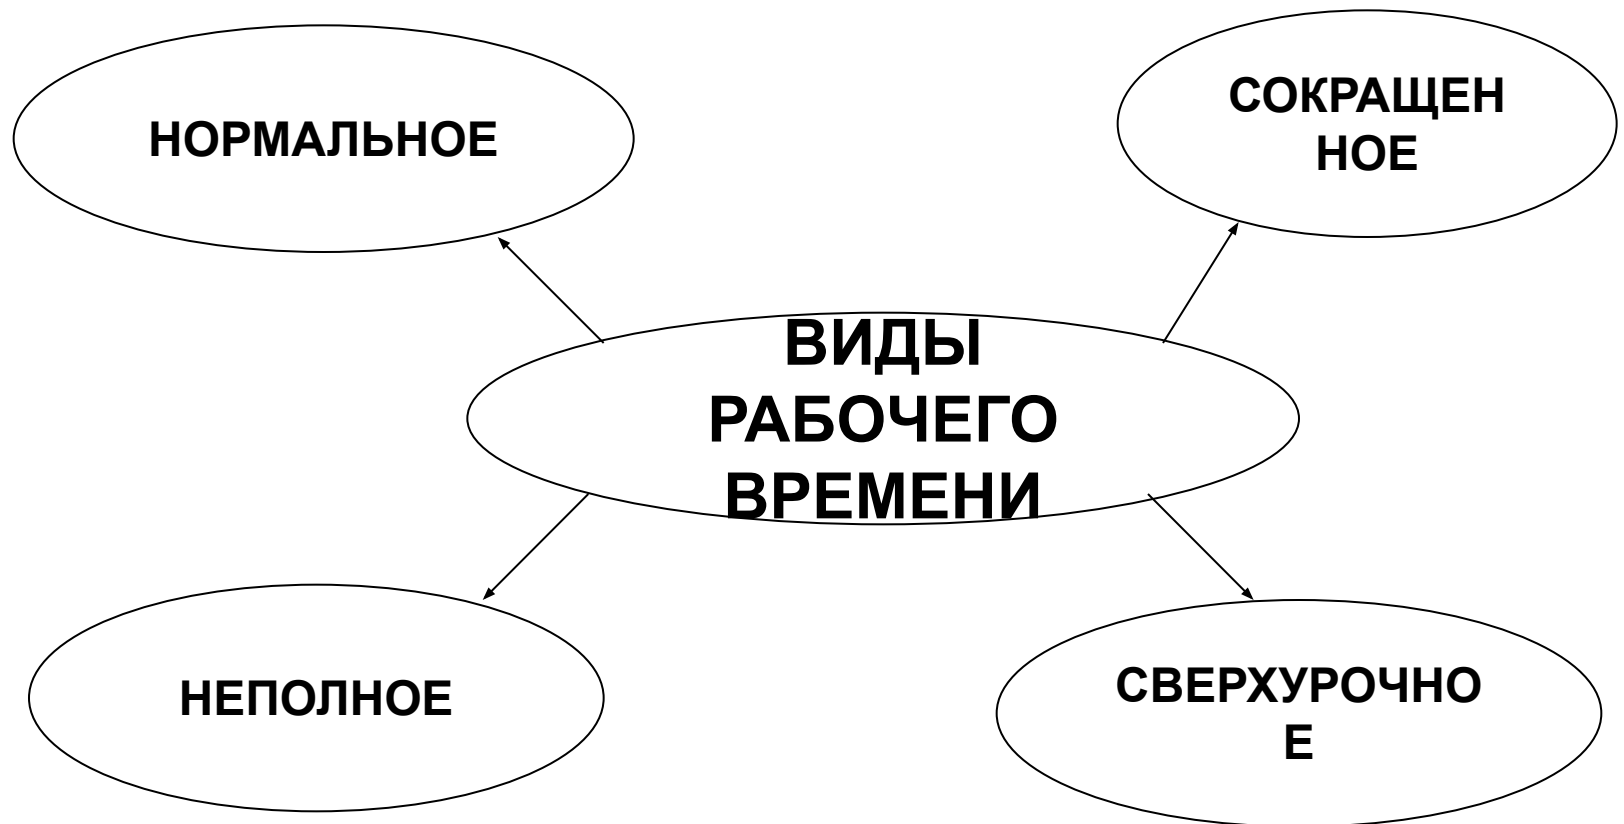 НОРМАЛЬНОЕ
СОКРАЩЕН
НОЕ
ВИДЫ
РАБОЧЕГО
ВРЕМЕНИ
НЕПОЛНОЕ
СВЕРХУРОЧНО
Е